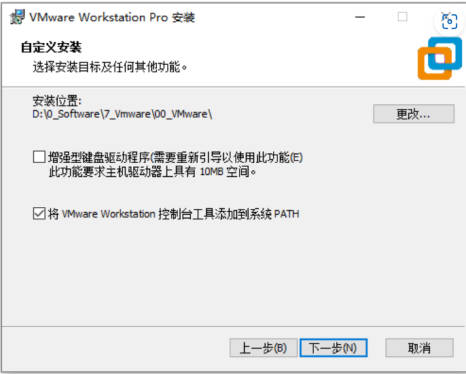 VMware Workstation Pro 安装
自定义安装
选择安装目标及任何其他功能。
安装位置:
D:\0_Software\7_Vmware\00_VMware\
更改...
增强型键盘驱动程序(需要重新引导以使用此功能(E)
此功能要求主机驱动器上具有 10MB 空间。
将 VMware Workstation 控制台工具添加到系统 PATH
上一步(B)
下一步(N)
取消